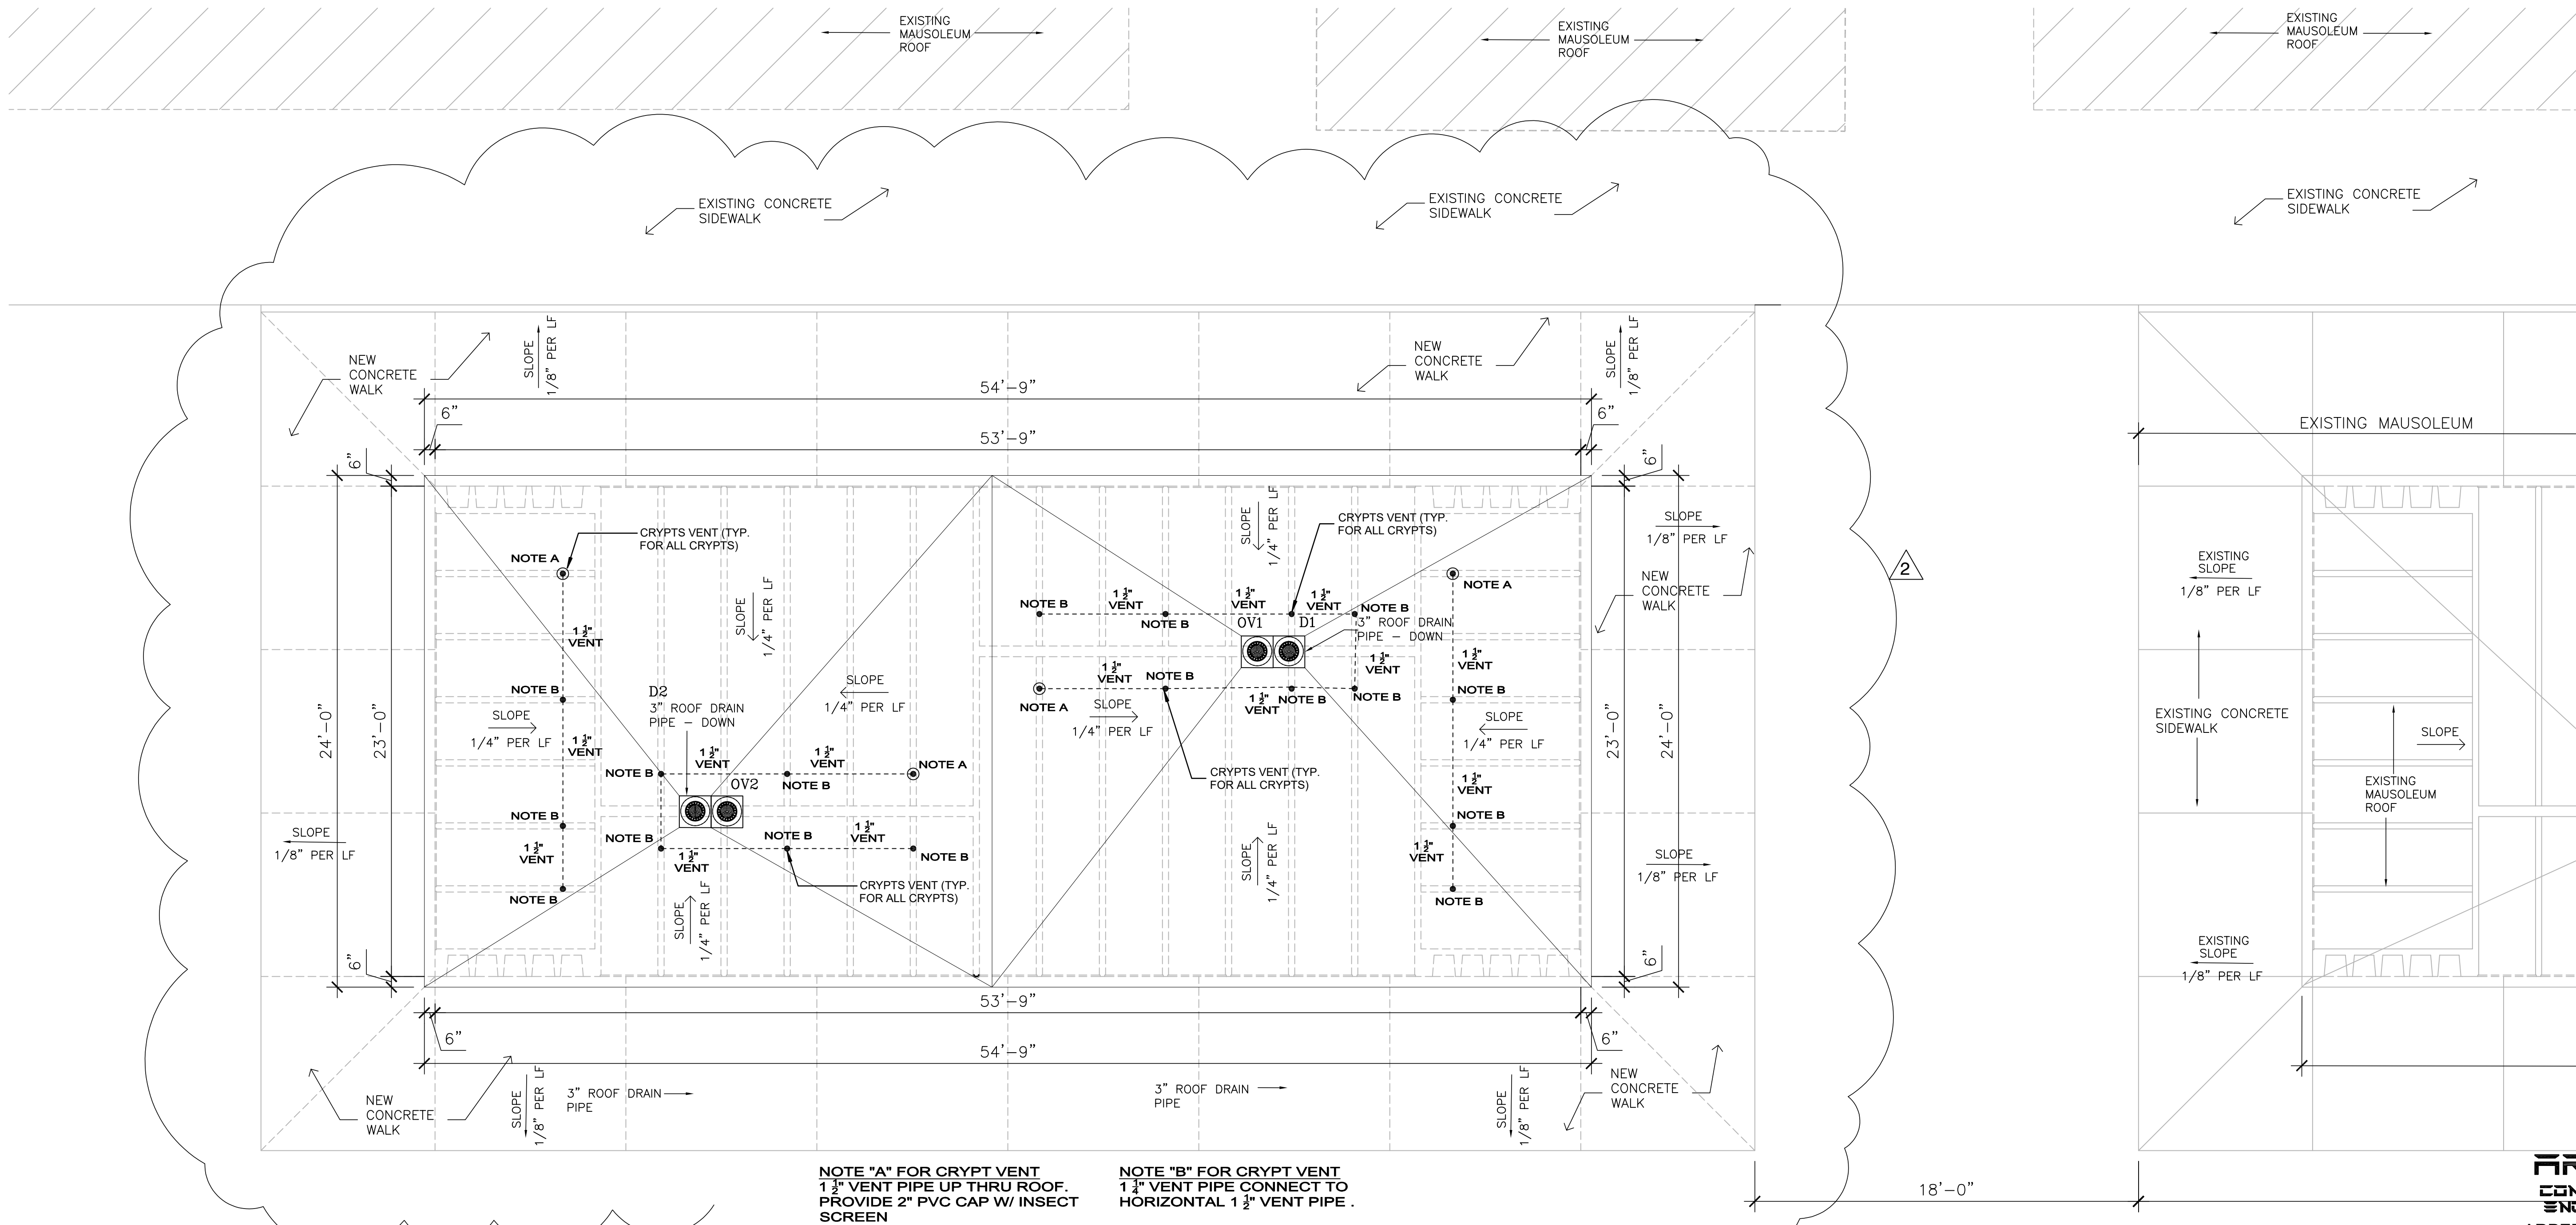 EXISTING
MAUSOLEUM
ROOF
EXISTING
MAUSOLEUM
ROOF
EXISTING
MAUSOLEUM
ROOF
EXISTING CONCRETE
SIDEWALK
EXISTING CONCRETE
SIDEWALK
EXISTING CONCRETE
SIDEWALK
NEW
CONCRETE
WALK
SLOPE
1/8" PER LF
NEW
CONCRETE
WALK
SLOPE
1/8" PER LF
54'-9"
6"
6"
53'-9"
EXISTING MAUSOLEUM
6"
6"
CRYPTS VENT (TYP.
FOR ALL CRYPTS)
NOTE A
SLOPE
1/4" PER LF
SLOPE
1/4" PER LF
CRYPTS VENT (TYP.
FOR ALL CRYPTS)
SLOPE
1/8" PER LF
NOTE A
NEW
CONCRETE
WALK
2
EXISTING
SLOPE
1/8" PER LF
1 1/2"
VENT
NOTE B
1 1/2"
VENT
NOTE B
1 1/2"
VENT
1 1/2"
VENT
NOTE B
OV1
D1
3" ROOF DRAIN
PIPE – DOWN
1 1/2"
VENT
1 1/2"
VENT
1 1/2"
VENT
NOTE B
D2
3" ROOF DRAIN
PIPE – DOWN
SLOPE
1/4" PER LF
NOTE A
NOTE B
1 1/2"
VENT
NOTE B
NOTE B
NOTE B
SLOPE
1/4" PER LF
SLOPE
1/4" PER LF
SLOPE
1/4" PER LF
24'-0"
23'-0"
23'-0"
24'-0"
EXISTING CONCRETE
SIDEWALK
SLOPE
1 1/2"
VENT
1 1/2"
VENT
1 1/2"
VENT
NOTE B
NOTE B
NOTE A
OV2
CRYPTS VENT (TYP.
FOR ALL CRYPTS)
1 1/2"
VENT
EXISTING
MAUSOLEUM
ROOF
NOTE B
NOTE B
NOTE B
NOTE B
1 1/2"
VENT
NOTE B
1 1/2"
VENT
1 1/2"
VENT
1 1/2"
VENT
SLOPE
1/8" PER LF
SLOPE
1/4" PER LF
SLOPE
1/8" PER LF
CRYPTS VENT (TYP.
FOR ALL CRYPTS)
NOTE B
NOTE B
SLOPE
1/4" PER LF
6"
6"
EXISTING
SLOPE
1/8" PER LF
53'-9"
6"
6"
54'-9"
NEW
CONCRETE
WALK
SLOPE
1/8" PER LF
3" ROOF DRAIN
PIPE
3" ROOF DRAIN
PIPE
SLOPE
1/8" PER LF
NEW
CONCRETE
WALK
NOTE "A" FOR CRYPT VENT
1 1/2" VENT PIPE UP THRU ROOF.
PROVIDE 2" PVC CAP W/ INSECT
SCREEN
NOTE "B" FOR CRYPT VENT
1 1/4" VENT PIPE CONNECT TO
HORIZONTAL 1 1/2" VENT PIPE .
18'-0"